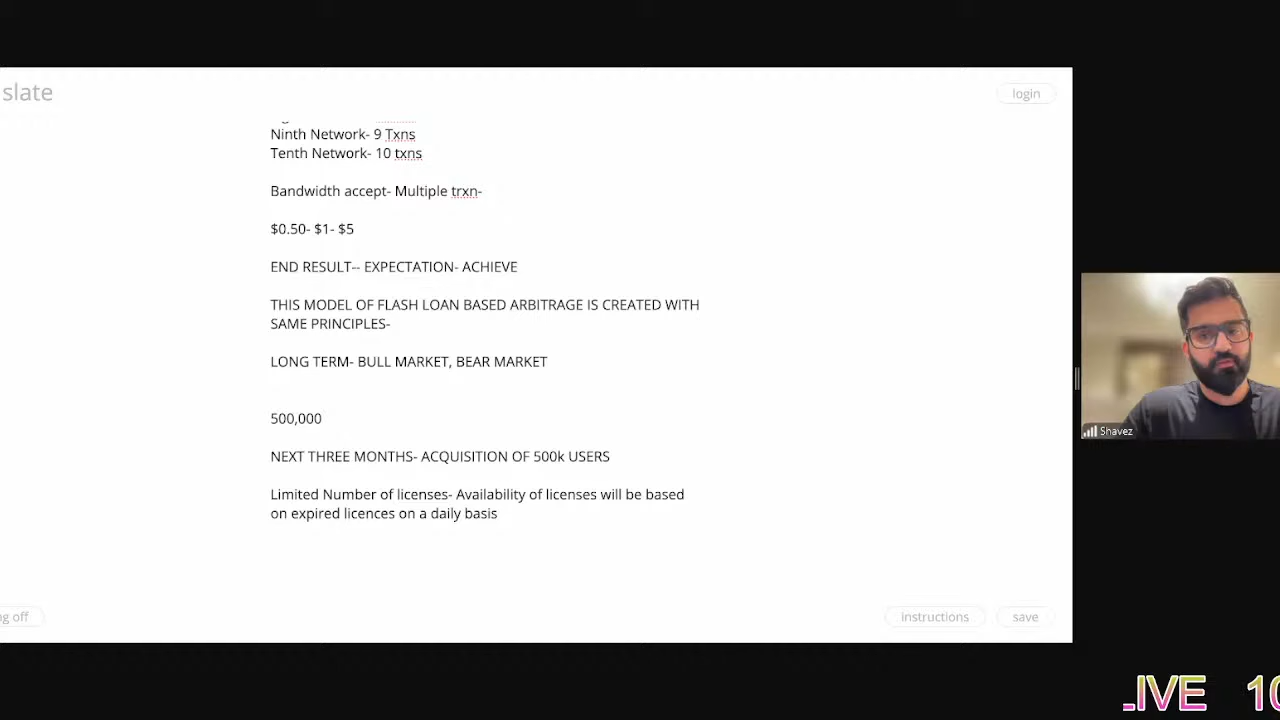 slate
login
Ninth Network- 9 Txns
Tenth Network- 10 txns
Bandwidth accept- Multiple trxn-
$0.50- $1- $5
END RESULT-- EXPECTATION- ACHIEVE
THIS MODEL OF FLASH LOAN BASED ARBITRAGE IS CREATED WITH
SAME PRINCIPLES-
LONG TERM- BULL MARKET, BEAR MARKET
500,000
NEXT THREE MONTHS- ACQUISITION OF 500k USERS
Limited Number of licenses- Availability of licenses will be based
on expired licences on a daily basis
Shavez
off
instructions
save
LIVE 10